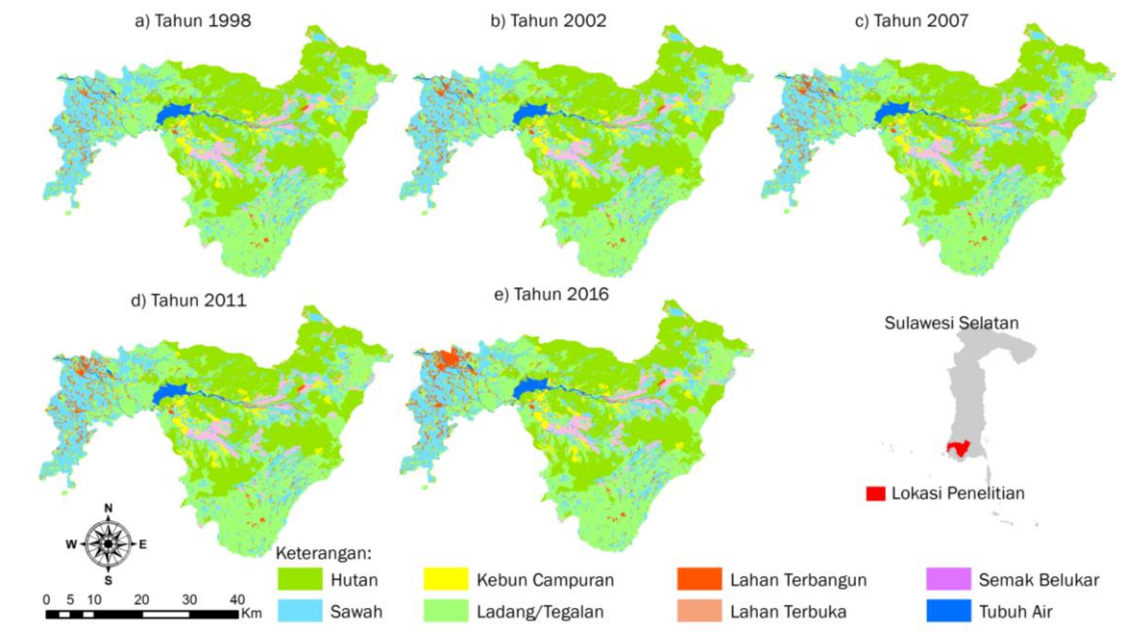 a) Tahun 1998
b) Tahun 2002
c) Tahun 2007
d) Tahun 2011
e) Tahun 2016
Sulawesi Selatan
Lokasi Penelitian
N
W E
S
0 5 10 20 30 40
Km
Keterangan:
Hutan
Kebun Campuran
Lahan Terbangun
Semak Belukar
Sawah
Ladang/Tegalan
Lahan Terbuka
Tubuh Air